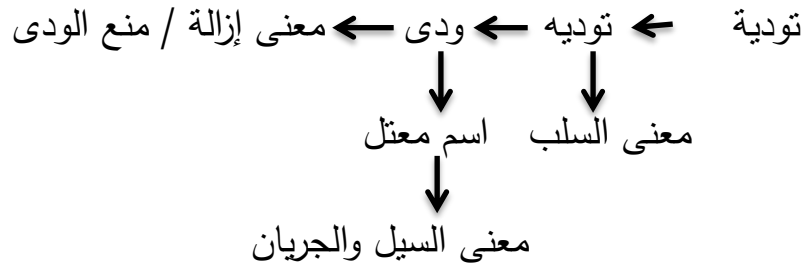 تودية توديه ودى معنى إزالة / منع الودى
معنى السلب اسم معتل
معنى السيل والجريان